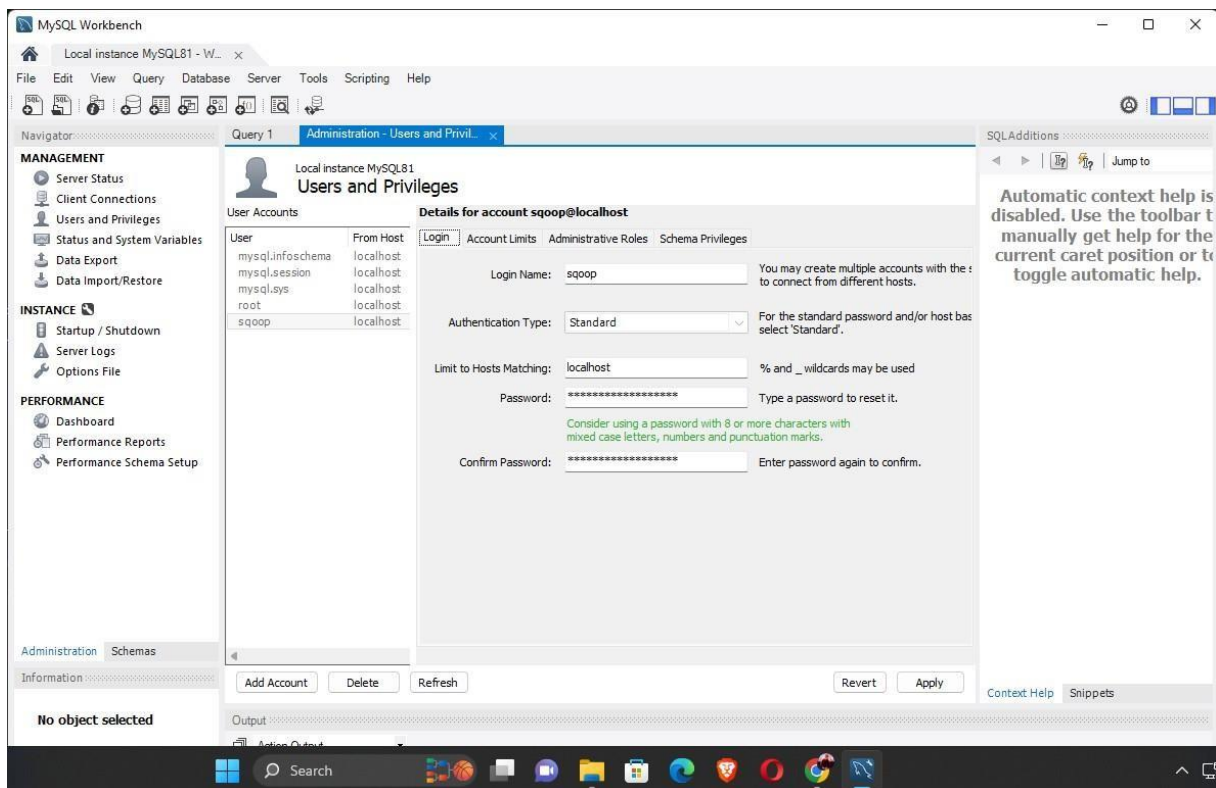 MySQL Workbench
Local instance MySQL81 - W...
File Edit View Query Database Server Tools Scripting Help
Navigator
MANAGEMENT
Server Status
Client Connections
Users and Privileges
Status and System Variables
Data Export
Data Import/Restore
INSTANCE
Startup / Shutdown
Server Logs
Options File
PERFORMANCE
Dashboard
Performance Reports
Performance Schema Setup
Administration Schemas
Information
No object selected
Query 1 Administration - Users and Privil...
Local instance MySQL81
Users and Privileges
User Accounts
User From Host
mysql.infoschema localhost
mysql.session localhost
mysql.sys localhost
root localhost
sqoop localhost
Details for account sqoop@localhost
Login Account Limits Administrative Roles Schema Privileges
Login Name: sqoop You may create multiple accounts with the s
to connect from different hosts.
Authentication Type: Standard For the standard password and/or host bas
select 'Standard'.
Limit to Hosts Matching: localhost % and _ wildcards may be used
Password: ****************** Type a password to reset it.
Consider using a password with 8 or more characters with
mixed case letters, numbers and punctuation marks.
Confirm Password: ****************** Enter password again to confirm.
Add Account Delete Refresh Revert Apply
Output
Action Output
SQLAdditions
Jump to
Automatic context help is
disabled. Use the toolbar t
manually get help for the
current caret position or to
toggle automatic help.
Context Help Snippets
Search